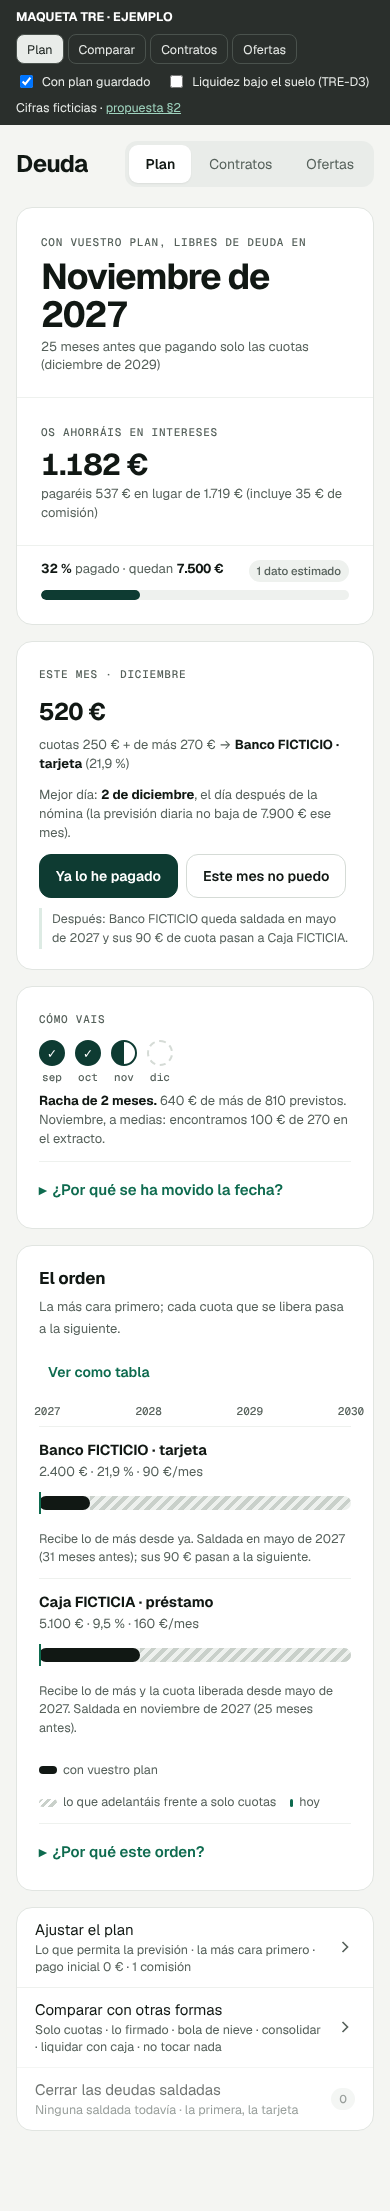 MAQUETA TRE · EJEMPLO
Plan Comparar Contratos Ofertas
Con plan guardado Liquidez bajo el suelo (TRE-D3)
Cifras ficticias · propuesta §2
Deuda Plan Contratos Ofertas
CON VUESTRO PLAN, LIBRES DE DEUDA EN
Noviembre de
2027
25 meses antes que pagando solo las cuotas
(diciembre de 2029)
OS AHORRÁIS EN INTERESES
1.182 €
pagaréis 537 € en lugar de 1.719 € (incluye 35 € de
comisión)
32 % pagado · quedan 7.500 € 1 dato estimado
ESTE MES · DICIEMBRE
520 €
cuotas 250 € + de más 270 € → Banco FICTICIO ·
tarjeta (21,9 %)
Mejor día: 2 de diciembre, el día después de la
nómina (la previsión diaria no baja de 7.900 € ese
mes).
Ya lo he pagado Este mes no puedo
Después: Banco FICTICIO queda saldada en mayo
de 2027 y sus 90 € de cuota pasan a Caja FICTICIA.
CÓMO VAIS
✓ ✓
sep oct nov dic
Racha de 2 meses. 640 € de más de 810 previstos.
Noviembre, a medias: encontramos 100 € de 270 en
el extracto.
▸ ¿Por qué se ha movido la fecha?
El orden
La más cara primero; cada cuota que se libera pasa
a la siguiente.
Ver como tabla
2027 2028 2029 2030
Banco FICTICIO · tarjeta
2.400 € · 21,9 % · 90 €/mes
Recibe lo de más desde ya. Saldada en mayo de 2027
(31 meses antes); sus 90 € pasan a la siguiente.
Caja FICTICIA · préstamo
5.100 € · 9,5 % · 160 €/mes
Recibe lo de más y la cuota liberada desde mayo de
2027. Saldada en noviembre de 2027 (25 meses
antes).
con vuestro plan
lo que adelantáis frente a solo cuotas hoy
▸ ¿Por qué este orden?
Ajustar el plan
Lo que permita la previsión · la más cara primero ·
pago inicial 0 € · 1 comisión
Comparar con otras formas
Solo cuotas · lo firmado · bola de nieve · consolidar
· liquidar con caja · no tocar nada
Cerrar las deudas saldadas 0
Ninguna saldada todavía · la primera, la tarjeta